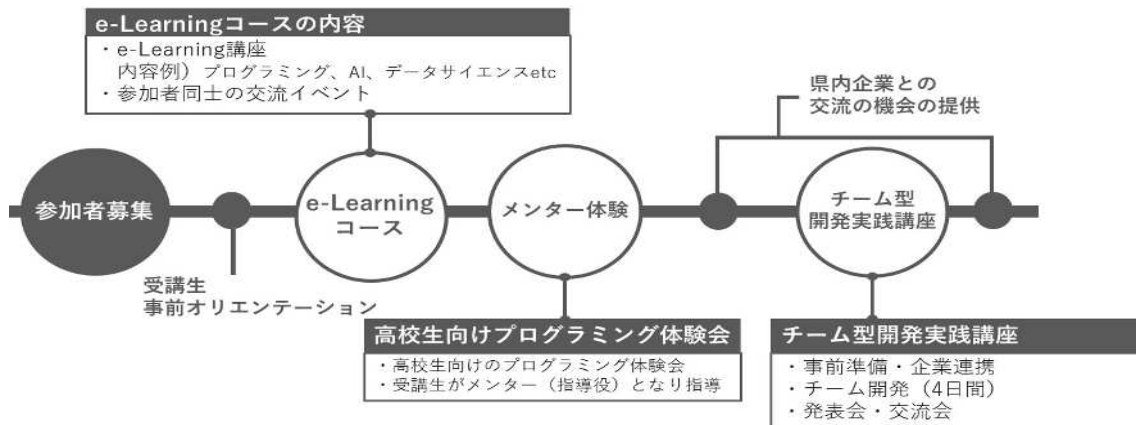 e-Learningコースの内容
・e-Learning講座
内容例）プログラミング、AI、データサイエンスetc
・参加者同士の交流イベント
県内企業との
交流の機会の提供
参加者募集
受講生
事前オリエンテーション
e-Learning
コース
メンター体験
チーム型
開発実践講座
高校生向けプログラミング体験会
・高校生向けのプログラミング体験会
・受講生がメンター（指導役）となり指導
チーム型開発実践講座
・事前準備・企業連携
・チーム開発（4日間）
・発表会・交流会